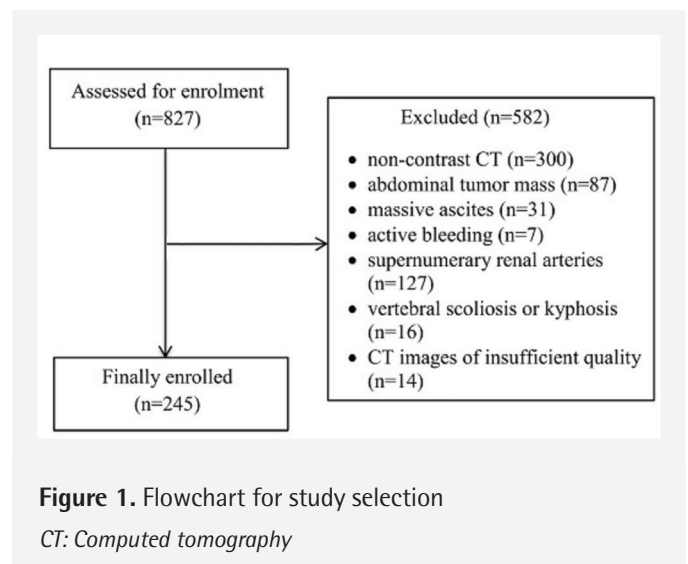 Assessed for enrolment
(n=827)
Excluded (n=582)
• non-contrast CT (n=300)
• abdominal tumor mass (n=87)
• massive ascites (n=31)
• active bleeding (n=7)
• supernumerary renal arteries
(n=127)
• vertebral scoliosis or kyphosis
(n=16)
• CT images of insufficient quality
(n=14)
Finally enrolled
(n=245)
Figure 1. Flowchart for study selection
CT: Computed tomography